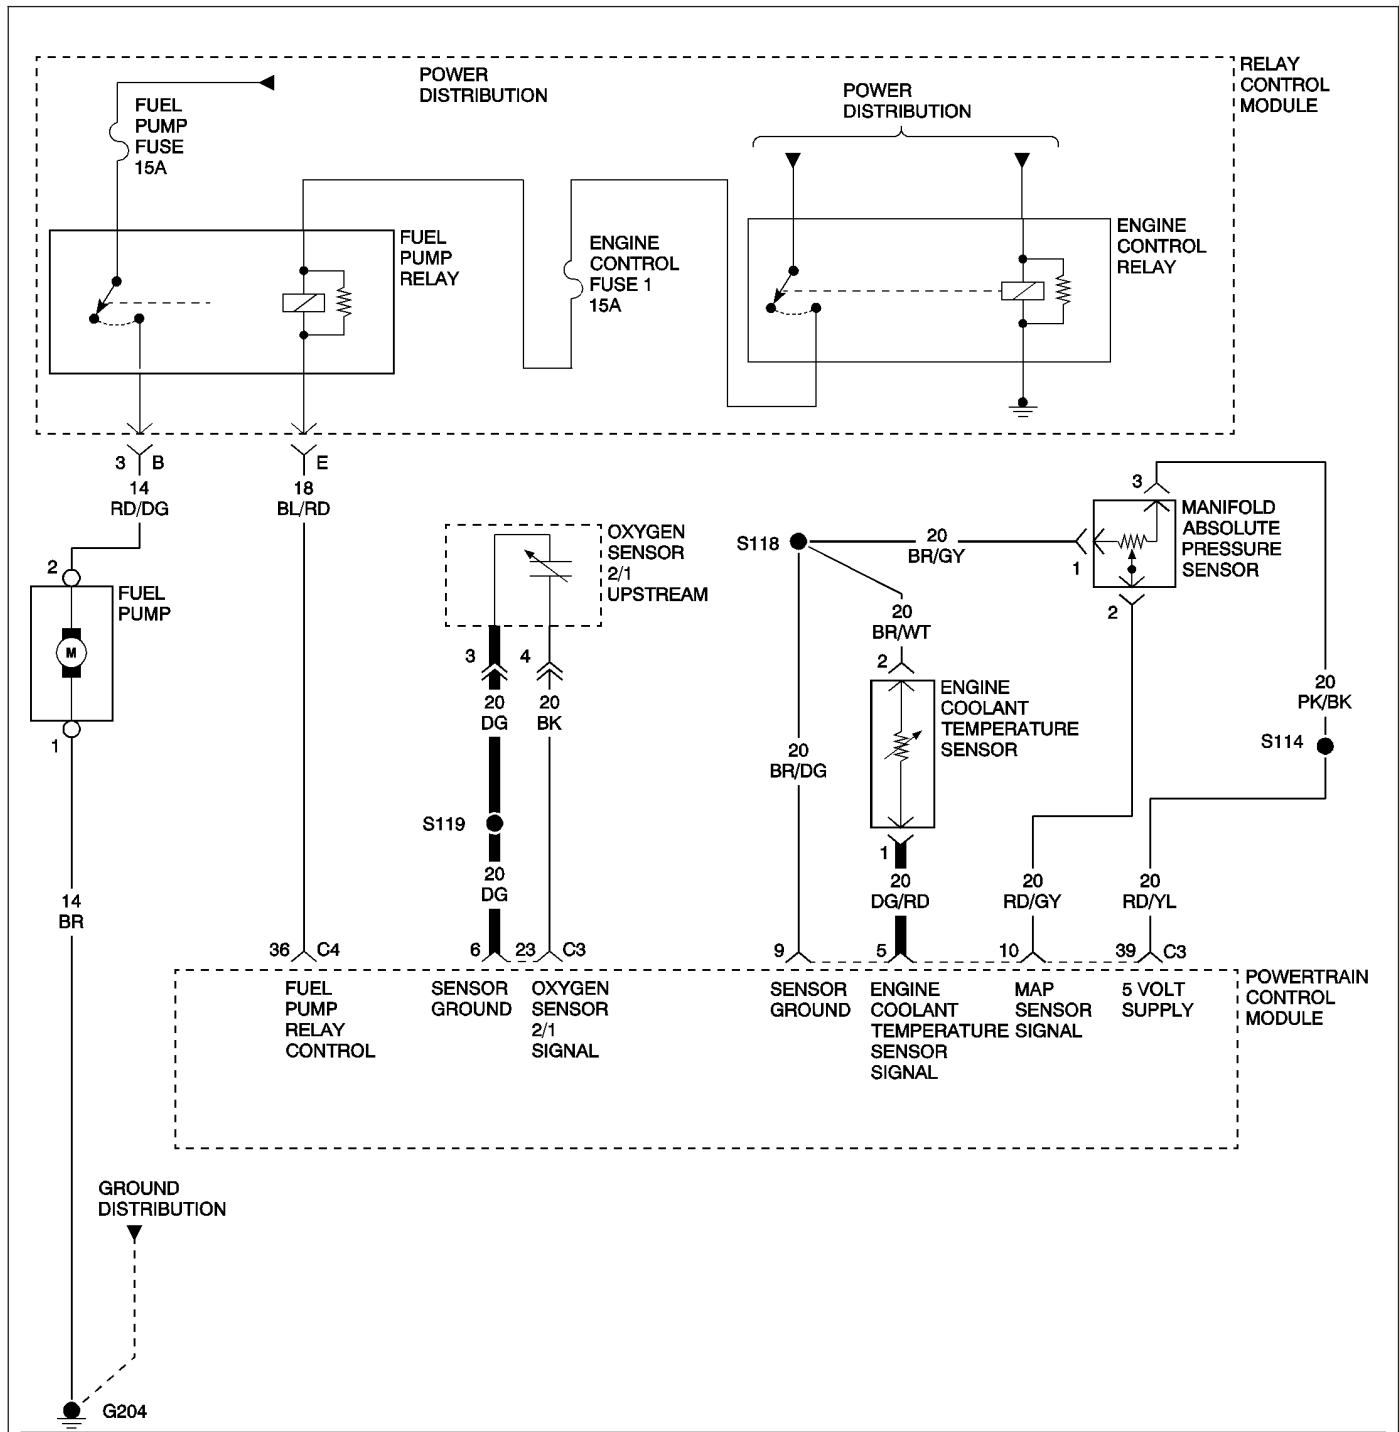 RELAY
CONTROL
MODULE
POWER
DISTRIBUTION
POWER
DISTRIBUTION
FUEL
PUMP
FUSE
15A
FUEL
PUMP
RELAY
ENGINE
CONTROL
FUSE 1
15A
ENGINE
CONTROL
RELAY
3 B
14
RD/DG
E
18
BL/RD
2
FUEL
PUMP
M
1
OXYGEN
SENSOR
2/1
UPSTREAM
3 4
20
DG
20
BK
S119
20
DG
S118
20
BR/GY
1
3
MANIFOLD
ABSOLUTE
PRESSURE
SENSOR
2
20
BR/WT
2
ENGINE
COOLANT
TEMPERATURE
SENSOR
20
PK/BK
S114
20
BR/DG
1
20
DG/RD
20
RD/GY
20
RD/YL
14
BR
36 C4
6 23 C3
9 5 10 39 C3
POWERTRAIN
CONTROL
MODULE
FUEL
PUMP
RELAY
CONTROL
SENSOR
GROUND
OXYGEN
SENSOR
2/1
SIGNAL
SENSOR
GROUND
ENGINE
COOLANT
TEMPERATURE
SENSOR
SIGNAL
MAP
SENSOR
SIGNAL
5 VOLT
SUPPLY
GROUND
DISTRIBUTION
G204